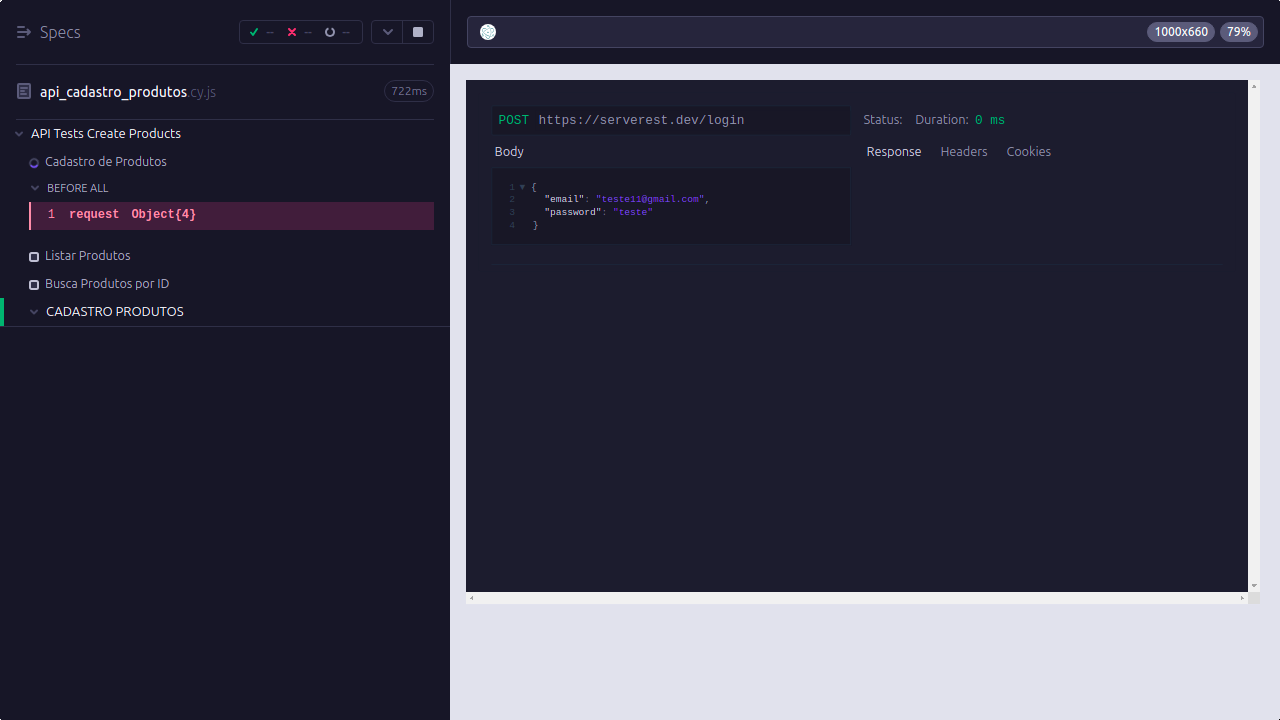 Specs
--
--
--
1000x660
79%
api_cadastro_produtos.cy.js
722ms
API Tests Create Products
Cadastro de Produtos
BEFORE ALL
1 request Object{4}
Listar Produtos
Busca Produtos por ID
CADASTRO PRODUTOS
POST https://serverest.dev/login
Status: Duration: 0 ms
Body
Response Headers Cookies
1 {
2 "email": "teste11@gmail.com",
3 "password": "teste"
4 }